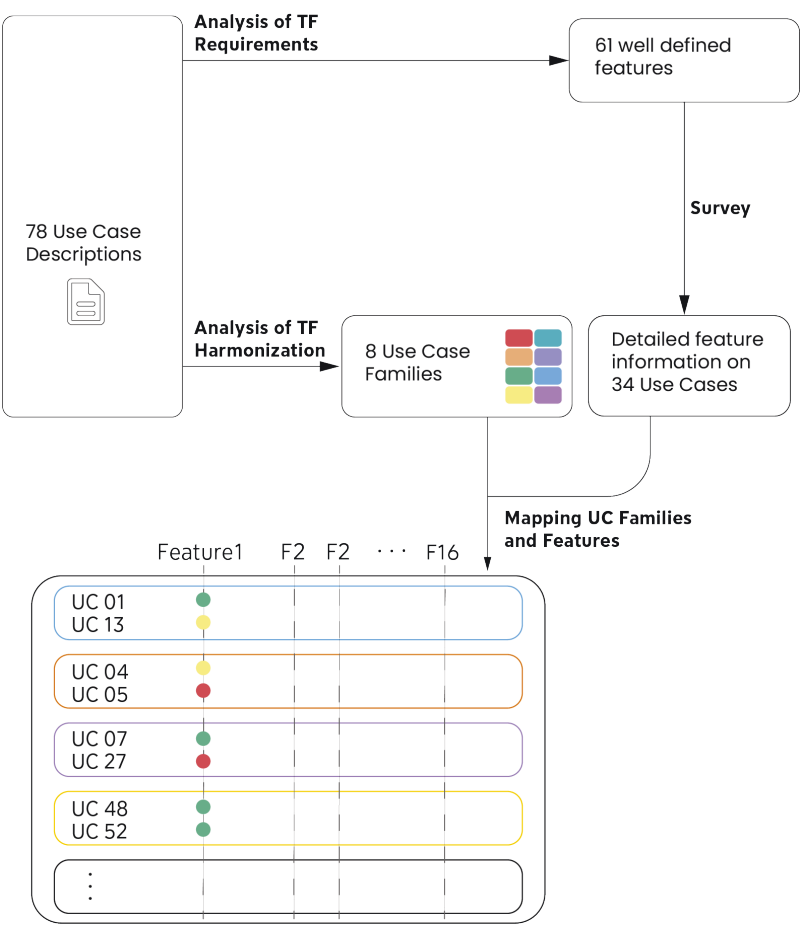 Analysis of TF
Requirements
61 well defined
features
78 Use Case
Descriptions
Survey
Analysis of TF
Harmonization
8 Use Case
Families
Detailed feature
information on
34 Use Cases
Mapping UC Families
and Features
Feature1 F2 F2 ··· F16
UC 01
UC 13
UC 04
UC 05
UC 07
UC 27
UC 48
UC 52
⋮